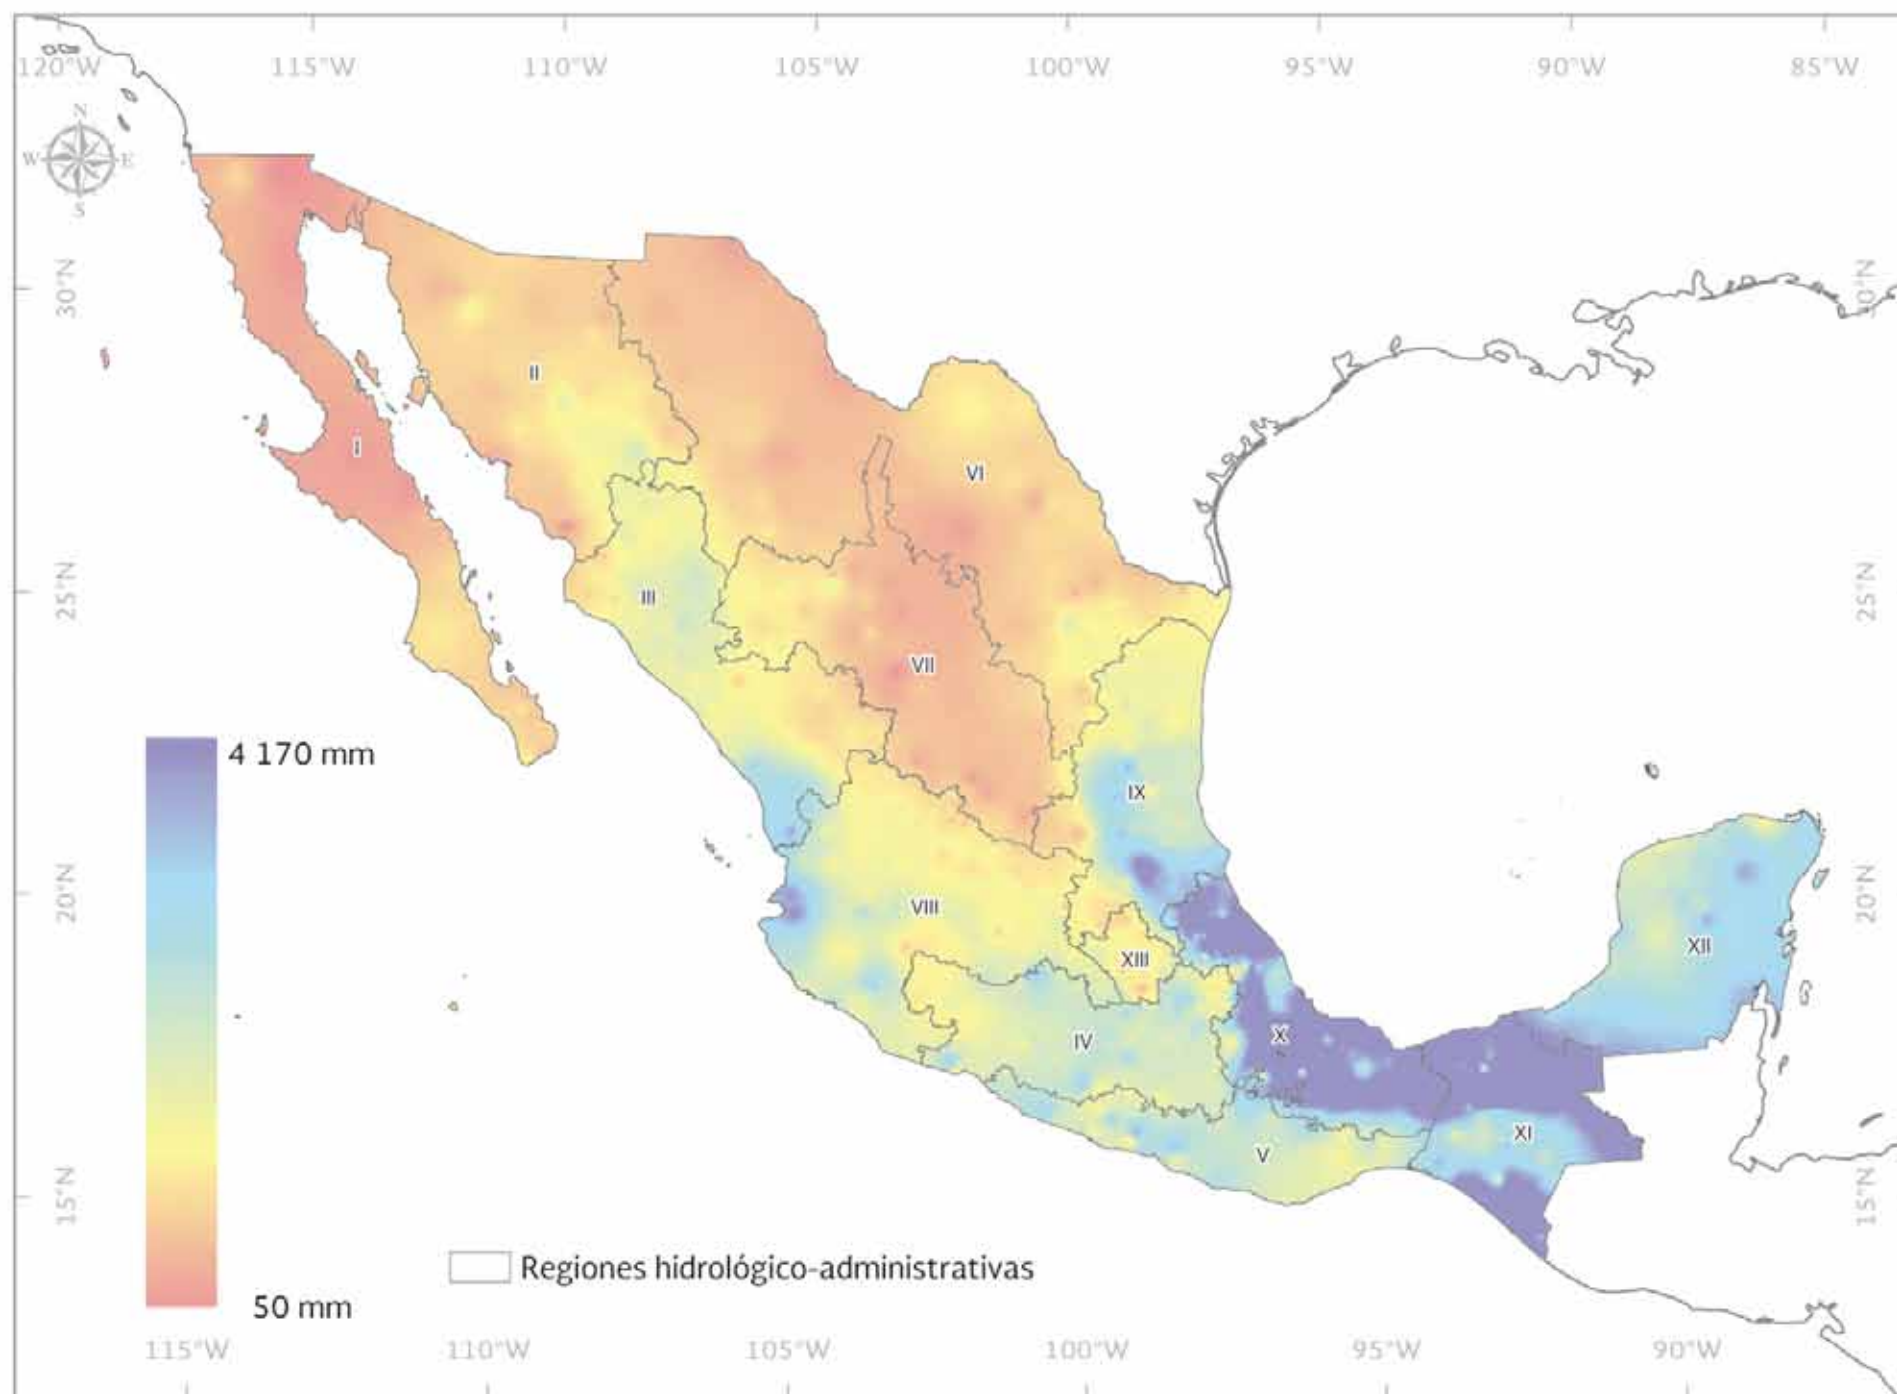 120°W 115°W 110°W 105°W 100°W 95°W 90°W 85°W
N
W E
S
30°N
30°N
II
I
VI
25°N
25°N
III
VII
4 170 mm
IX
20°N
20°N
VIII
XII
XIII
X
IV
XI
V
15°N
15°N
Regiones hidrológico-administrativas
50 mm
115°W 110°W 105°W 100°W 95°W 90°W